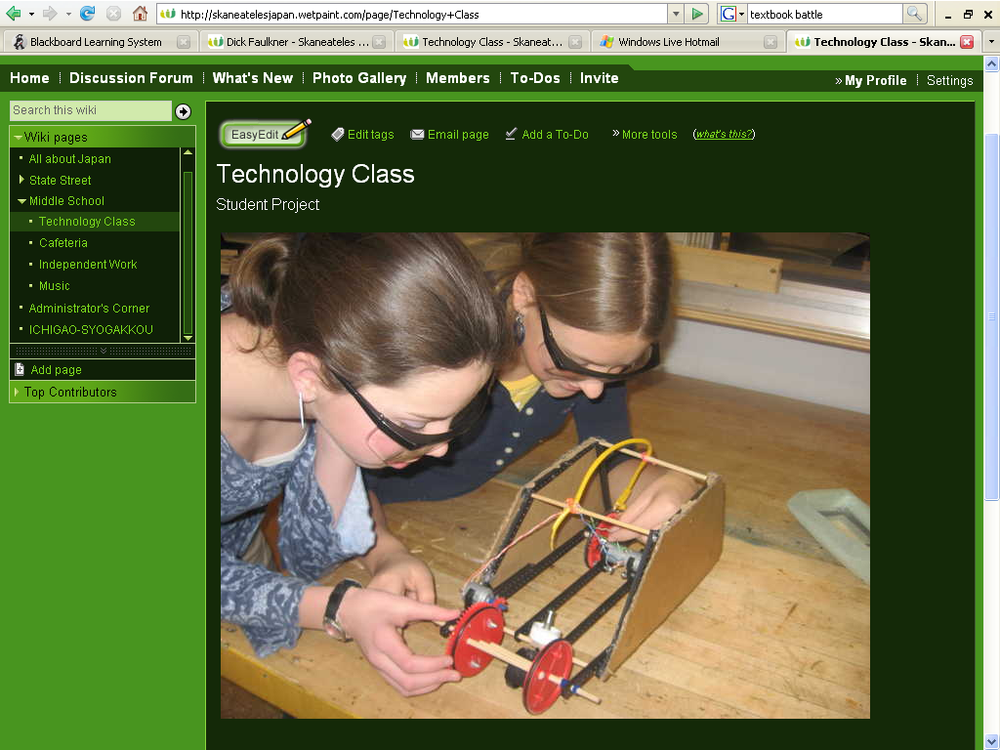 http://skaneatelesjapan.wetpaint.com/page/Technology+Class
G
textbook battle
Blackboard Learning System
Dick Faulkner - Skaneateles ...
Technology Class - Skaneat...
Windows Live Hotmail
Technology Class - Skan...
Home
Discussion Forum
What's New
Photo Gallery
Members
To-Dos
Invite
» My Profile
Settings
Search this wiki
Wiki pages
All about Japan
State Street
Middle School
Technology Class
Cafeteria
Independent Work
Music
Administrator's Corner
ICHIGAO-SYOGAKKOU
Add page
Top Contributors
EasyEdit
Edit tags
Email page
Add a To-Do
» More tools
(what's this?)
Technology Class
Student Project